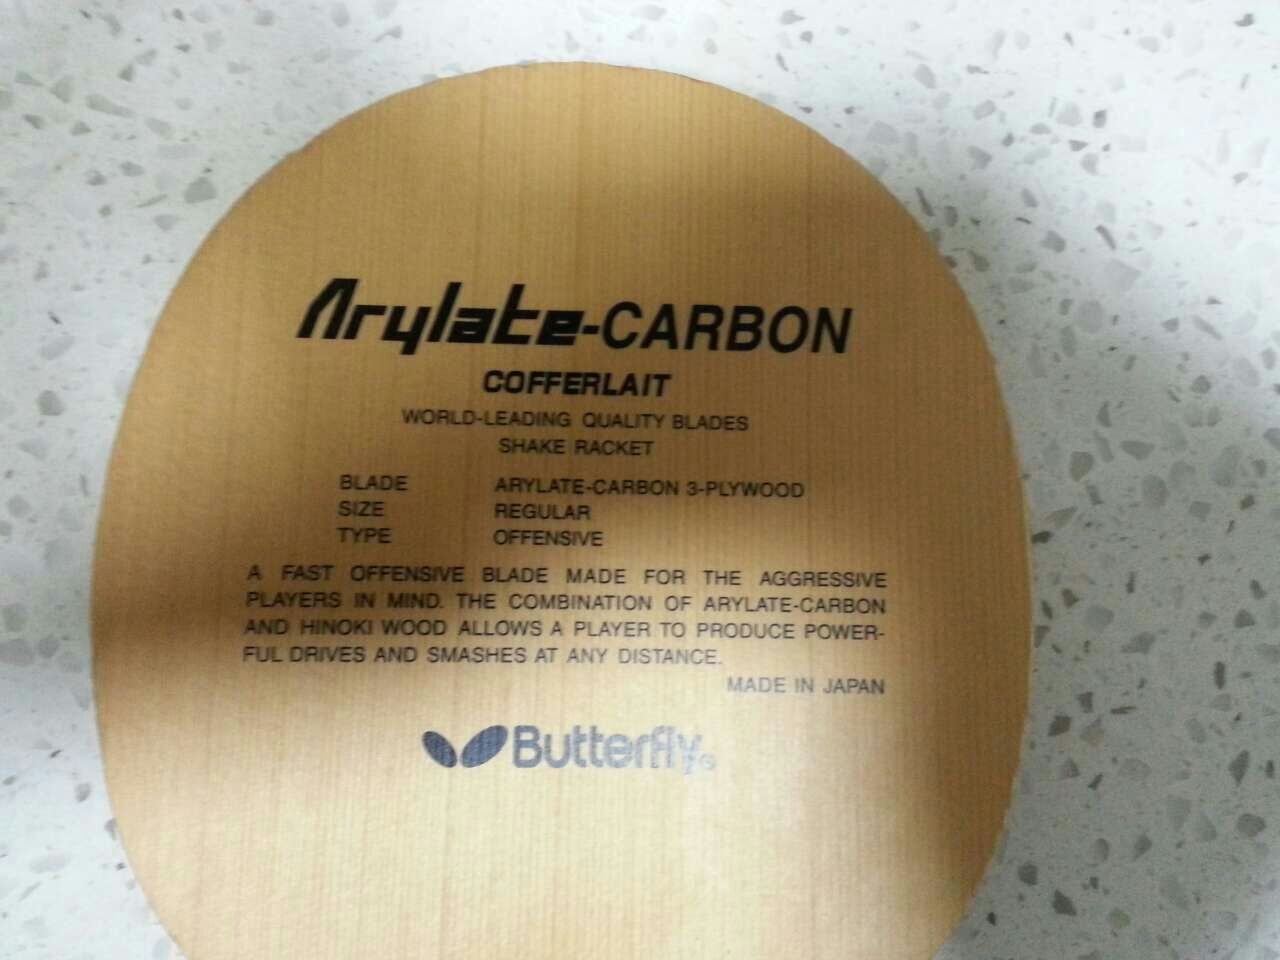 Arylate-CARBON
COFFERLAIT
WORLD-LEADING QUALITY BLADES
SHAKE RACKET
BLADE ARYLATE-CARBON 3-PLYWOOD
SIZE REGULAR
TYPE OFFENSIVE
A FAST OFFENSIVE BLADE MADE FOR THE AGGRESSIVE
PLAYERS IN MIND. THE COMBINATION OF ARYLATE-CARBON
AND HINOKI WOOD ALLOWS A PLAYER TO PRODUCE POWER-
FUL DRIVES AND SMASHES AT ANY DISTANCE.
MADE IN JAPAN
Butterfly